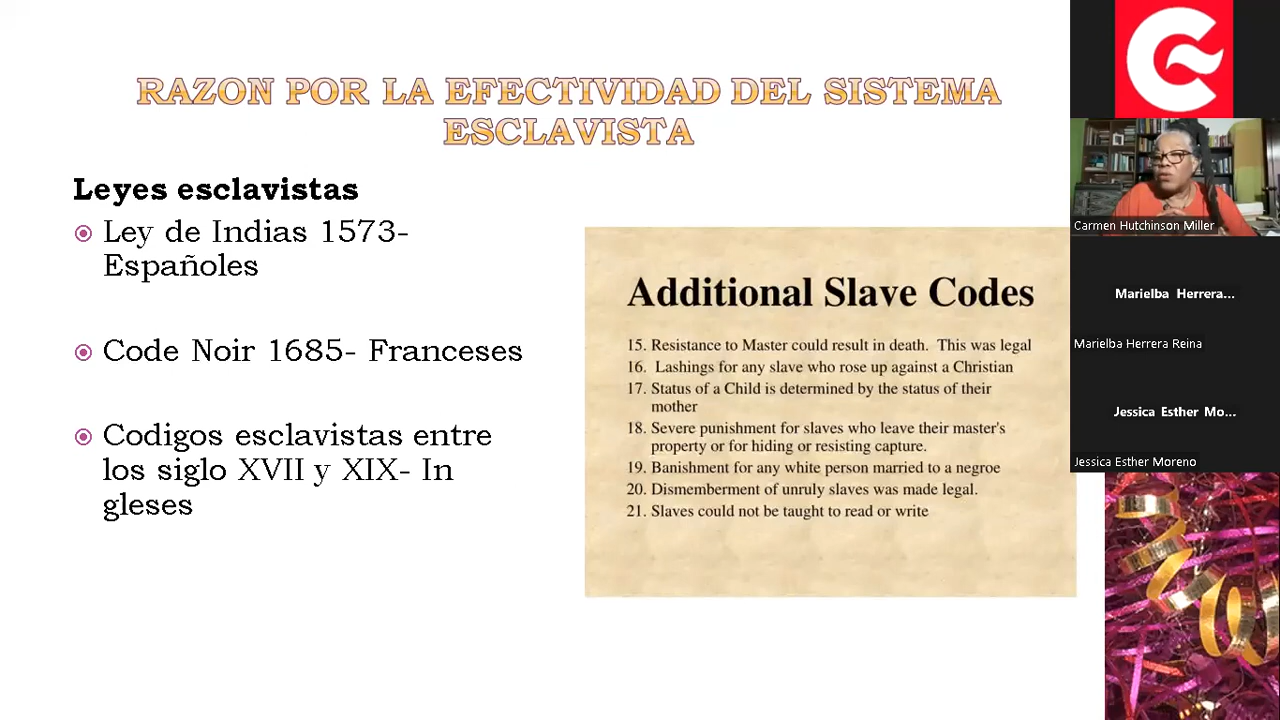 RAZON POR LA EFECTIVIDAD DEL SISTEMA
ESCLAVISTA
Leyes esclavistas
Ley de Indias 1573-
Españoles
Code Noir 1685- Franceses
Codigos esclavistas entre
los siglo XVII y XIX- In
gleses
Additional Slave Codes
15. Resistance to Master could result in death. This was legal
16. Lashings for any slave who rose up against a Christian
17. Status of a Child is determined by the status of their
mother
18. Severe punishment for slaves who leave their master's
property or for hiding or resisting capture.
19. Banishment for any white person married to a negroe
20. Dismemberment of unruly slaves was made legal.
21. Slaves could not be taught to read or write
Carmen Hutchinson Miller
Marielba Herrera...
Marielba Herrera Reina
Jessica Esther Mo...
Jessica Esther Moreno